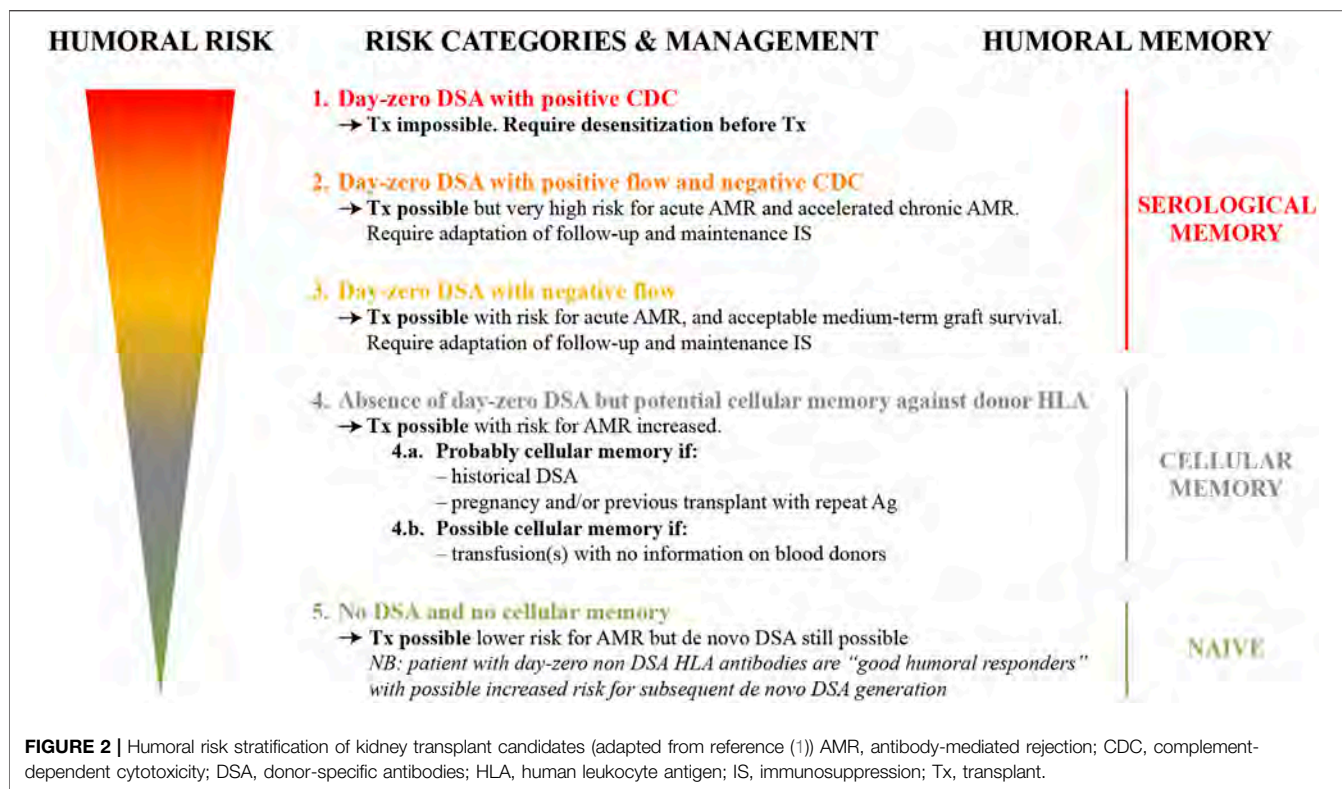 HUMORAL RISK
RISK CATEGORIES & MANAGEMENT
HUMORAL MEMORY
1. Day-zero DSA with positive CDC
→ Tx impossible. Require desensitization before Tx
2. Day-zero DSA with positive flow and negative CDC
→ Tx possible but very high risk for acute AMR and accelerated chronic AMR.
Require adaptation of follow-up and maintenance IS
3. Day-zero DSA with negative flow
→ Tx possible with risk for acute AMR, and acceptable medium-term graft survival.
Require adaptation of follow-up and maintenance IS
SEROLOGICAL
MEMORY
4. Absence of day-zero DSA but potential cellular memory against donor HLA
→ Tx possible with risk for AMR increased.
4.a. Probably cellular memory if:
– historical DSA
– pregnancy and/or previous transplant with repeat Ag
4.b. Possible cellular memory if:
– transfusion(s) with no information on blood donors
CELLULAR
MEMORY
5. No DSA and no cellular memory
→ Tx possible lower risk for AMR but de novo DSA still possible
NB: patient with day-zero non DSA HLA antibodies are “good humoral responders”
with possible increased risk for subsequent de novo DSA generation
NAIVE
FIGURE 2 | Humoral risk stratification of kidney transplant candidates (adapted from reference (1)) AMR, antibody-mediated rejection; CDC, complement-
dependent cytotoxicity; DSA, donor-specific antibodies; HLA, human leukocyte antigen; IS, immunosuppression; Tx, transplant.